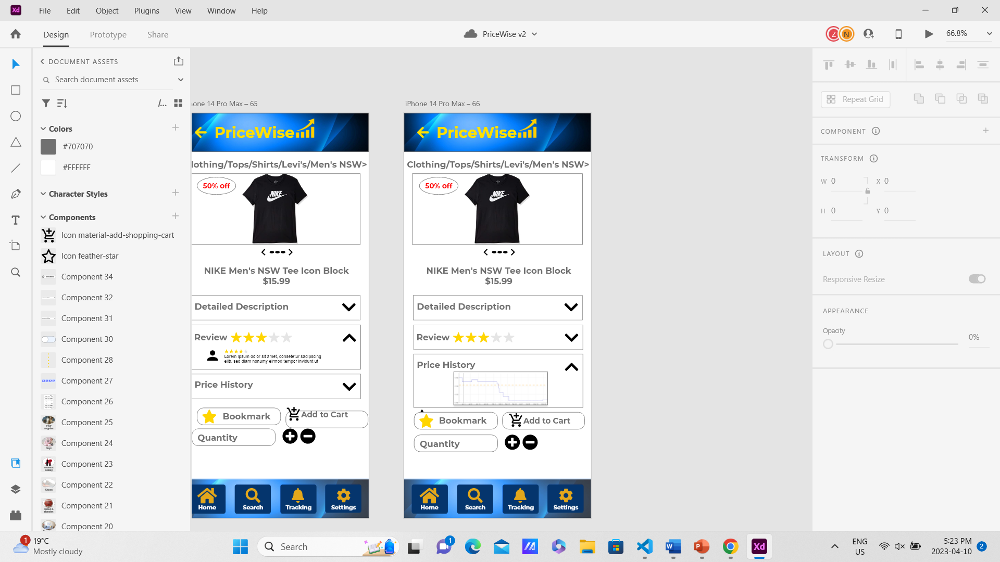 Xd File Edit Object Plugins View Window Help
Design Prototype Share
PriceWise v2
Z N
66.8%
DOCUMENT ASSETS
Search document assets
/...
Colors
#707070
#FFFFFF
Character Styles
Components
Icon material-add-shopping-cart
Icon feather-star
Component 34
Component 32
Component 31
Component 30
Component 28
Component 27
Component 26
Component 25
Component 24
Component 23
Component 22
Component 21
Component 20
hone 14 Pro Max – 65
PriceWise
lothing/Tops/Shirts/Levi's/Men's NSW>
50% off
NIKE
NIKE Men's NSW Tee Icon Block
$15.99
Detailed Description
Review
Lorem ipsum dolor sit amet, consetetur sadipscing
elitr, sed diam nonumy eirmod tempor invidunt ut
Price History
Bookmark
Add to Cart
Quantity
Home
Search
Tracking
Settings
iPhone 14 Pro Max – 66
PriceWise
Clothing/Tops/Shirts/Levi's/Men's NSW>
50% off
NIKE
NIKE Men's NSW Tee Icon Block
$15.99
Detailed Description
Review
Price History
Bookmark
Add to Cart
Quantity
Home
Search
Tracking
Settings
Repeat Grid
COMPONENT
TRANSFORM
W 0 X 0
H 0 Y 0
LAYOUT
Responsive Resize
APPEARANCE
Opacity
0%
1
19°C
Mostly cloudy
Search
1
W
P
Xd
ENG
US
5:23 PM
2023-04-10
2